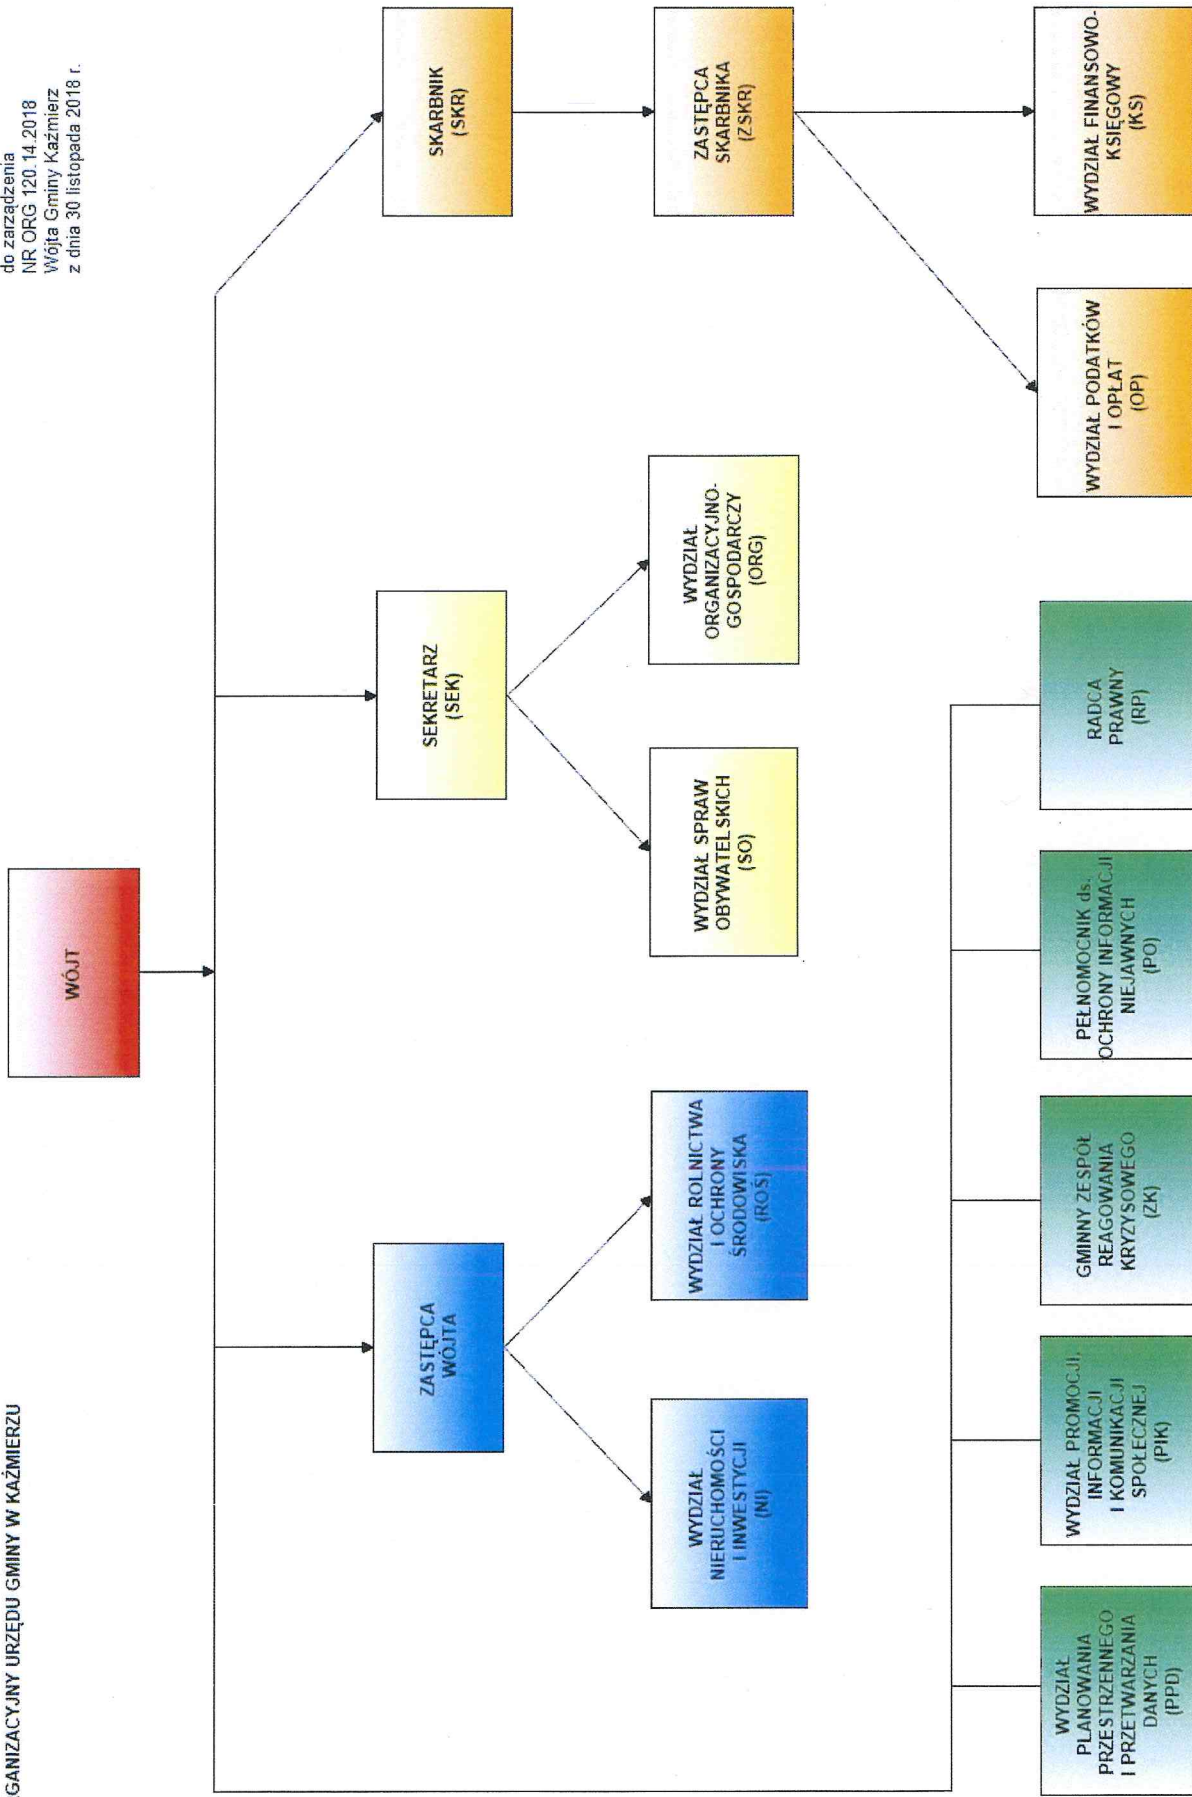 do zarządzenia
NR ORG 120.14.2018
Wójta Gminy Kaźmierz
z dnia 30 listopada 2018 r.
GANIZACYJNY URZĘDU GMINY W KAŹMIERZU
WÓJT
ZASTĘPCA
WÓJTA
SEKRETARZ
(SEK)
SKARBNIK
(SKR)
WYDZIAŁ
NIERUCHOMOŚCI
I INWESTYCJI
(NI)
WYDZIAŁ ROLNICTWA
I OCHRONY
ŚRODOWISKA
(ROŚ)
WYDZIAŁ SPRAW
OBYWATELSKICH
(SO)
WYDZIAŁ
ORGANIZACYJNO-
GOSPODARCZY
(ORG)
ZASTĘPCA
SKARBNIKA
(ZSKR)
WYDZIAŁ
PLANOWANIA
PRZESTRZENNEGO
I PRZETWARZANIA
DANYCH
(PPD)
WYDZIAŁ PROMOCJI,
INFORMACJI
I KOMUNIKACJI
SPOŁECZNEJ
(PIK)
GMINNY ZESPÓŁ
REAGOWANIA
KRYZYSOWEGO
(ZK)
PEŁNOMOCNIK ds.
OCHRONY INFORMACJI
NIEJAWNYCH
(PO)
RADCA
PRAWNY
(RP)
WYDZIAŁ PODATKÓW
I OPŁAT
(OP)
WYDZIAŁ FINANSOWO-
KSIĘGOWY
(KS)